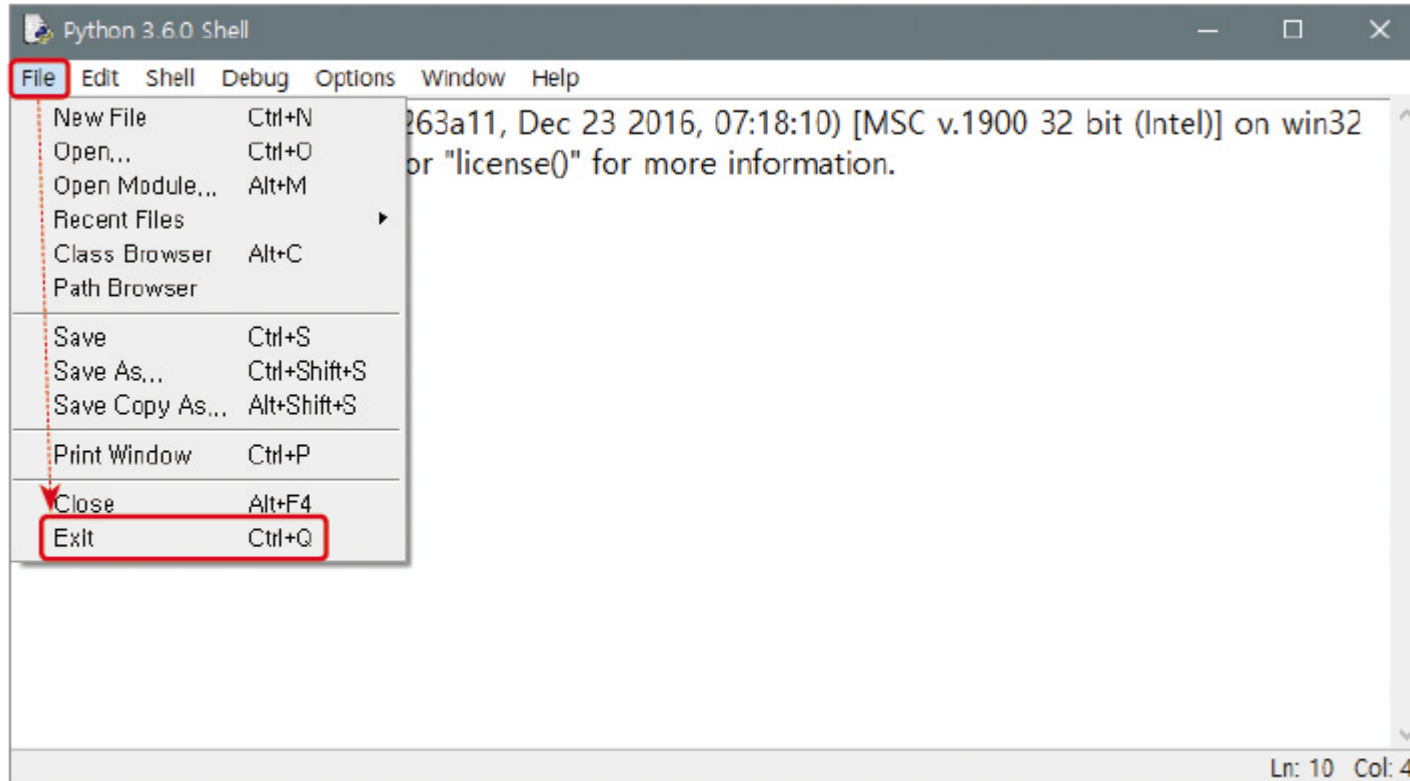 Python 3.6.0 Shell
File Edit Shell Debug Options Window Help
263a11, Dec 23 2016, 07:18:10) [MSC v.1900 32 bit (Intel)] on win32
or "license()" for more information.
New File Ctrl+N
Open... Ctrl+O
Open Module... Alt+M
Recent Files
Class Browser Alt+C
Path Browser
Save Ctrl+S
Save As... Ctrl+Shift+S
Save Copy As... Alt+Shift+S
Print Window Ctrl+P
Close Alt+F4
Exit Ctrl+Q
Ln: 10 Col: 4